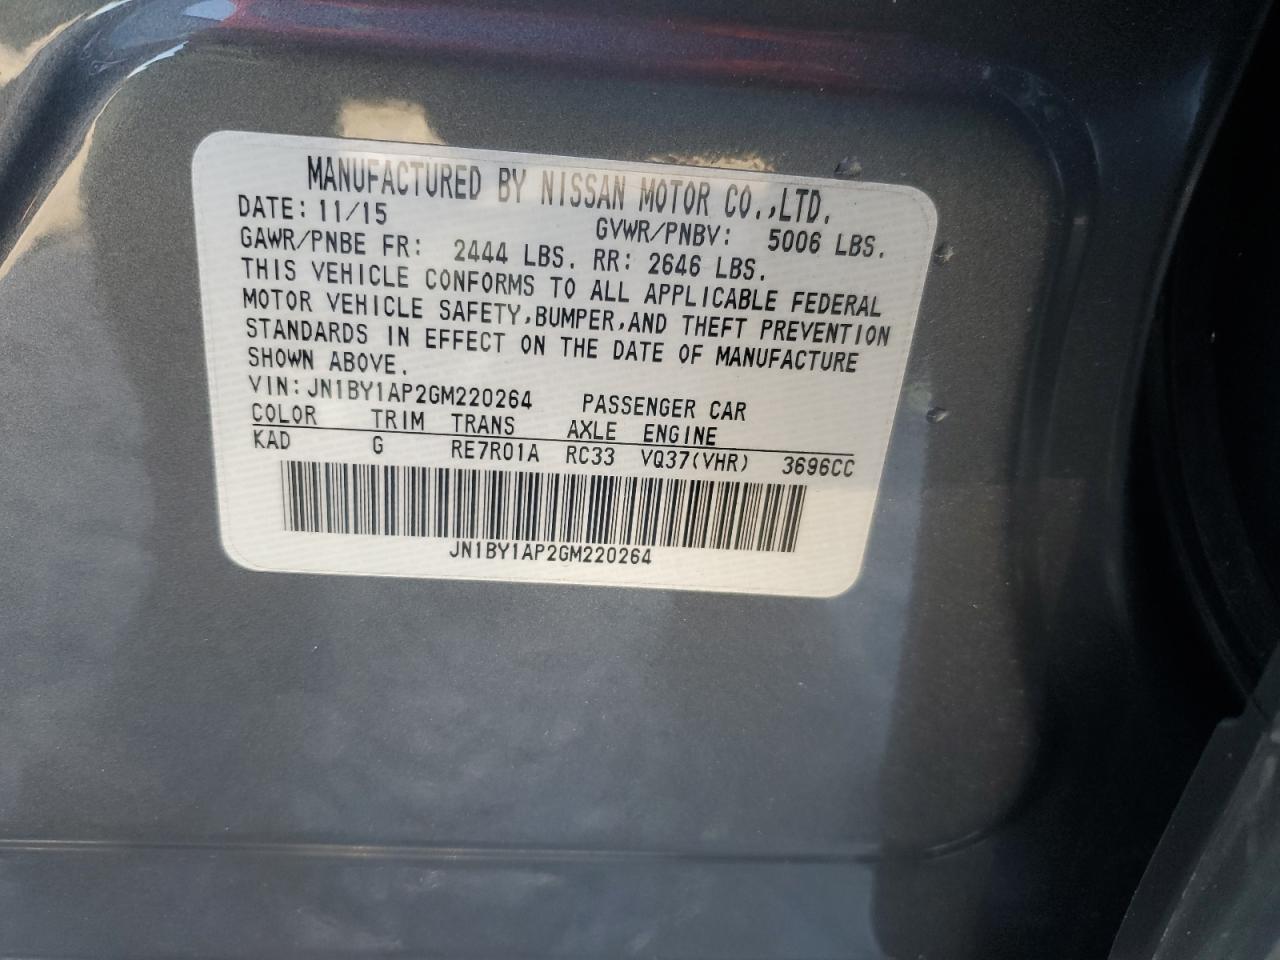 MANUFACTURED BY NISSAN MOTOR CO.,LTD.
DATE: 11/15 GVWR/PNBV: 5006 LBS.
GAWR/PNBE FR: 2444 LBS. RR: 2646 LBS.
THIS VEHICLE CONFORMS TO ALL APPLICABLE FEDERAL
MOTOR VEHICLE SAFETY,BUMPER,AND THEFT PREVENTION
STANDARDS IN EFFECT ON THE DATE OF MANUFACTURE
SHOWN ABOVE.
VIN: JN1BY1AP2GM220264 PASSENGER CAR
COLOR TRIM TRANS AXLE ENGINE
KAD G RE7R01A RC33 VQ37(VHR) 3696CC
JN1BY1AP2GM220264